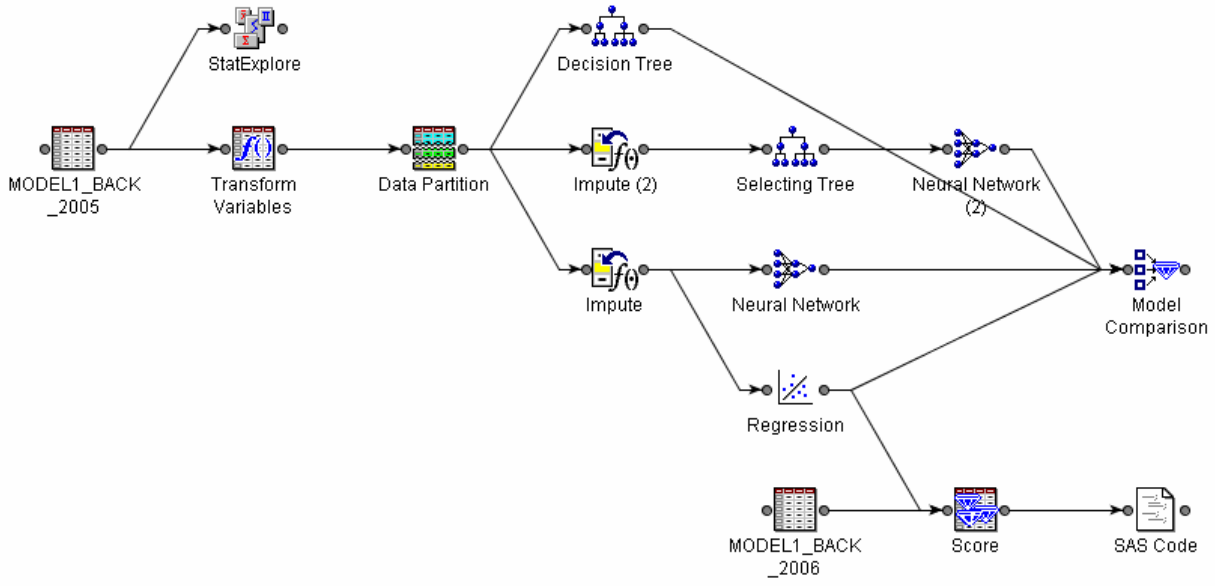 StatExplore
Decision Tree
MODEL1_BACK
_2005
Transform
Variables
Data Partition
Impute (2)
Selecting Tree
Neural Network
(2)
Impute
Neural Network
Model
Comparison
Regression
MODEL1_BACK
_2006
Score
SAS Code